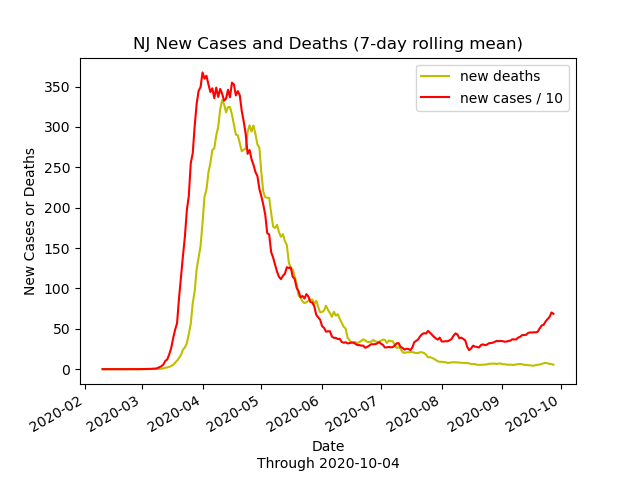 NJ New Cases and Deaths (7-day rolling mean)
new deaths
new cases / 10
350
300
250
200
150
100
50
0
New Cases or Deaths
2020-02
2020-03
2020-04
2020-05
2020-06
2020-07
2020-08
2020-09
2020-10
Date
Through 2020-10-04